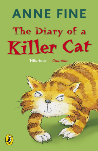 ANNE FINE
The Diary of a
Killer Cat